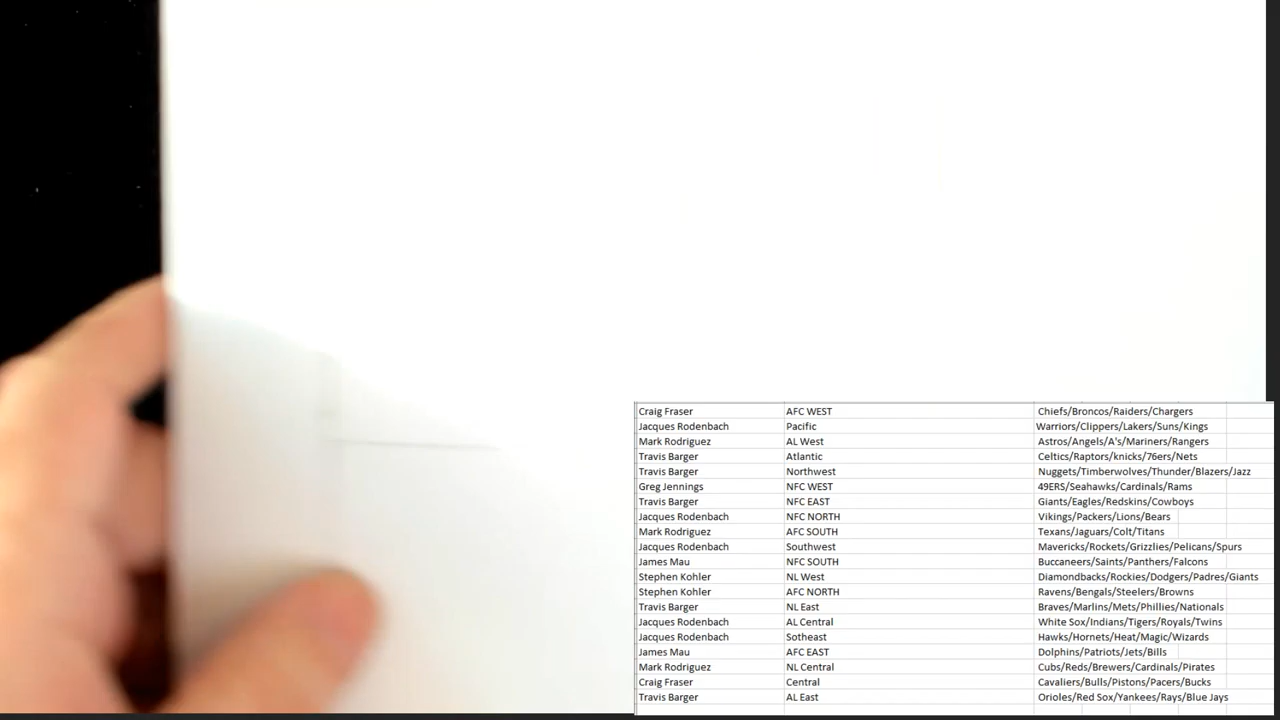 Craig Fraser AFC WEST Chiefs/Broncos/Raiders/Chargers
Jacques Rodenbach Pacific Warriors/Clippers/Lakers/Suns/Kings
Mark Rodriguez AL West Astros/Angels/A's/Mariners/Rangers
Travis Barger Atlantic Celtics/Raptors/knicks/76ers/Nets
Travis Barger Northwest Nuggets/Timberwolves/Thunder/Blazers/Jazz
Greg Jennings NFC WEST 49ERS/Seahawks/Cardinals/Rams
Travis Barger NFC EAST Giants/Eagles/Redskins/Cowboys
Jacques Rodenbach NFC NORTH Vikings/Packers/Lions/Bears
Mark Rodriguez AFC SOUTH Texans/Jaguars/Colt/Titans
Jacques Rodenbach Southwest Mavericks/Rockets/Grizzlies/Pelicans/Spurs
James Mau NFC SOUTH Buccaneers/Saints/Panthers/Falcons
Stephen Kohler NL West Diamondbacks/Rockies/Dodgers/Padres/Giants
Stephen Kohler AFC NORTH Ravens/Bengals/Steelers/Browns
Travis Barger NL East Braves/Marlins/Mets/Phillies/Nationals
Jacques Rodenbach AL Central White Sox/Indians/Tigers/Royals/Twins
Jacques Rodenbach Sotheast Hawks/Hornets/Heat/Magic/Wizards
James Mau AFC EAST Dolphins/Patriots/Jets/Bills
Mark Rodriguez NL Central Cubs/Reds/Brewers/Cardinals/Pirates
Craig Fraser Central Cavaliers/Bulls/Pistons/Pacers/Bucks
Travis Barger AL East Orioles/Red Sox/Yankees/Rays/Blue Jays